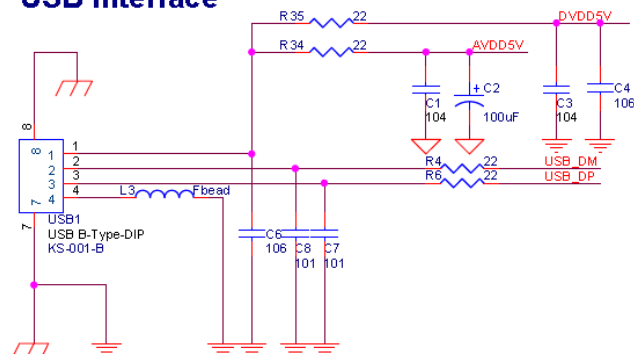 USB Interface
R35 22 DVDD5V
R34 22 AVDD5V
+ C2 C4
C1 C3 106
104 100uF 104
8
8 1 1
2 2 R4 22 USB_DM
3 3 R6 22 USB_DP
7 4 4 L3 Fbead
7 USB1
USB B-Type-DIP C6 C8 C7
KS-001-B 106 101 101